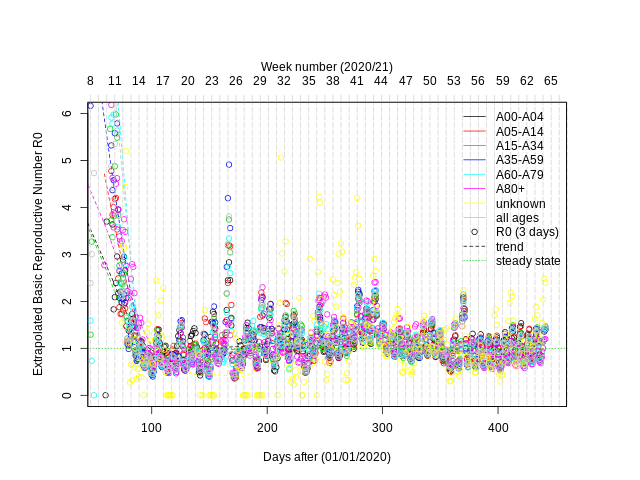 Week number (2020/21)
8 11 14 17 20 23 26 29 32 35 38 41 44 47 50 53 56 59 62 65
Extrapolated Basic Reproductive Number R0
6
5
4
3
2
1
0
A00-A04
A05-A14
A15-A34
A35-A59
A60-A79
A80+
unknown
all ages
R0 (3 days)
trend
steady state
100 200 300 400
Days after (01/01/2020)